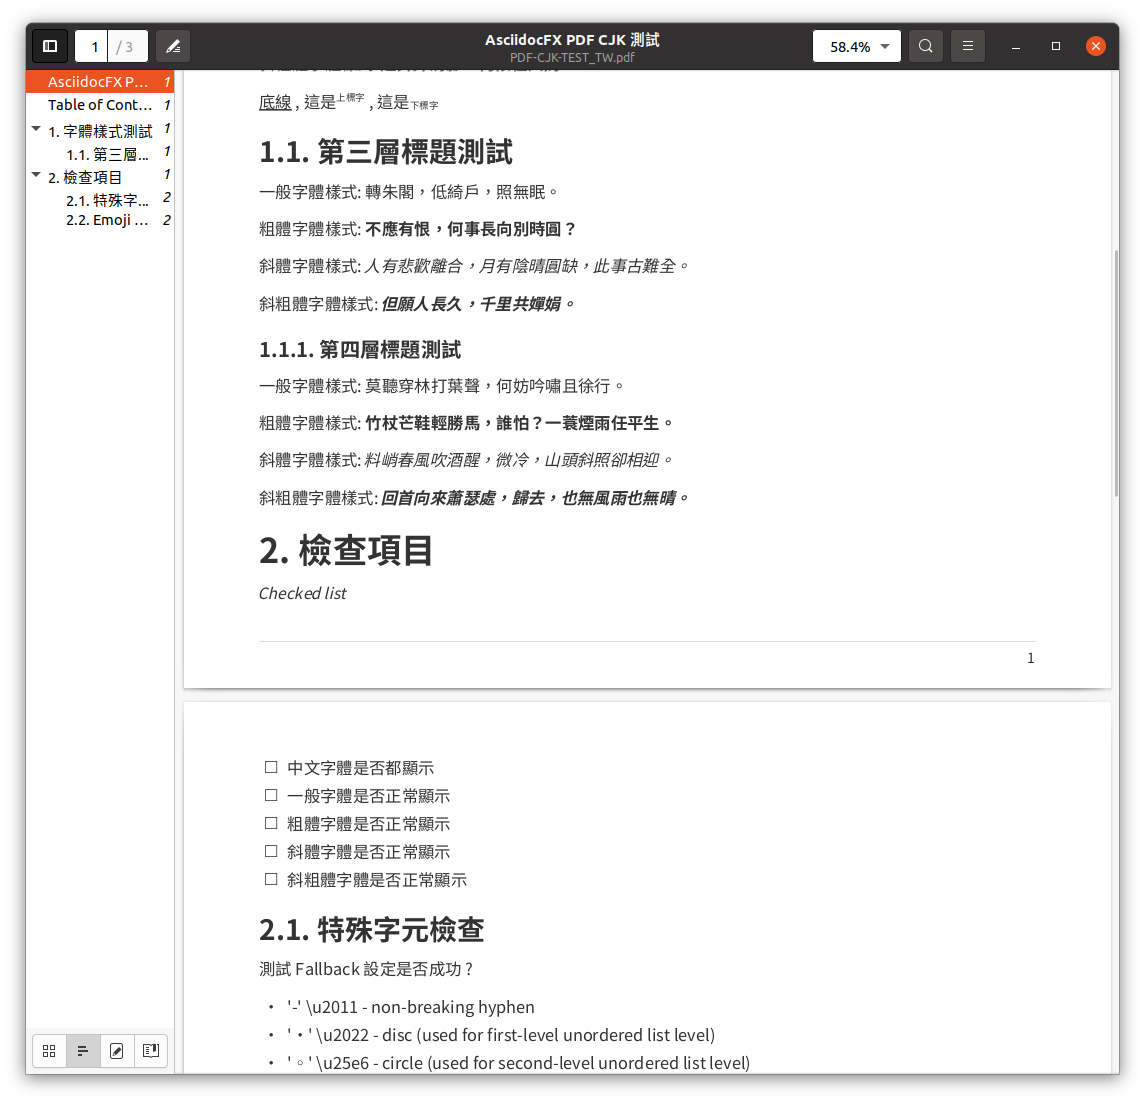 1 / 3
AsciidocFX PDF CJK 測試
PDF-CJK-TEST_TW.pdf
58.4%
AsciidocFX P... 1
Table of Cont... 1
1. 字體樣式測試 1
1.1. 第三層... 1
2. 檢查項目 1
2.1. 特殊字... 2
2.2. Emoji ... 2
底線 , 這是上標字 , 這是下標字
1.1. 第三層標題測試
一般字體樣式: 轉朱閣，低綺戶，照無眠。
粗體字體樣式: 不應有恨，何事長向別時圓？
斜體字體樣式: 人有悲歡離合，月有陰晴圓缺，此事古難全。
斜粗體字體樣式: 但願人長久，千里共嬋娟。
1.1.1. 第四層標題測試
一般字體樣式: 莫聽穿林打葉聲，何妨吟嘯且徐行。
粗體字體樣式: 竹杖芒鞋輕勝馬，誰怕？一蓑煙雨任平生。
斜體字體樣式: 料峭春風吹酒醒，微冷，山頭斜照卻相迎。
斜粗體字體樣式: 回首向來蕭瑟處，歸去，也無風雨也無晴。
2. 檢查項目
Checked list
1
☐ 中文字體是否都顯示
☐ 一般字體是否正常顯示
☐ 粗體字體是否正常顯示
☐ 斜體字體是否正常顯示
☐ 斜粗體字體是否正常顯示
2.1. 特殊字元檢查
測試 Fallback 設定是否成功 ?
• '‑' \u2011 - non-breaking hyphen
• '•' \u2022 - disc (used for first-level unordered list level)
• '◦' \u25e6 - circle (used for second-level unordered list level)